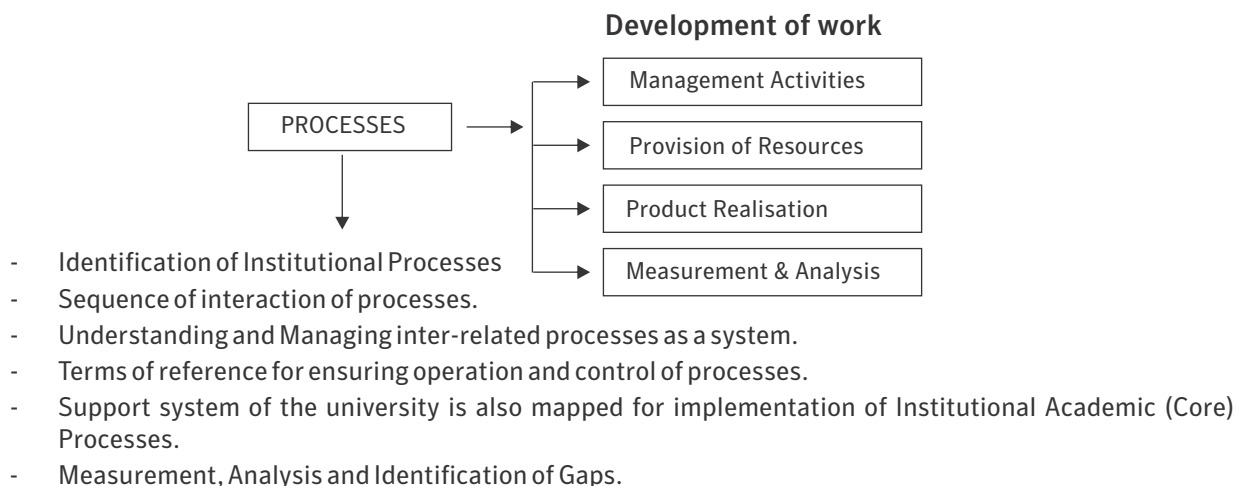 Development of work
Management Activities
PROCESSES
Provision of Resources
Product Realisation
Measurement & Analysis
- Identification of Institutional Processes
- Sequence of interaction of processes.
- Understanding and Managing inter-related processes as a system.
- Terms of reference for ensuring operation and control of processes.
- Support system of the university is also mapped for implementation of Institutional Academic (Core)
Processes.
- Measurement, Analysis and Identification of Gaps.